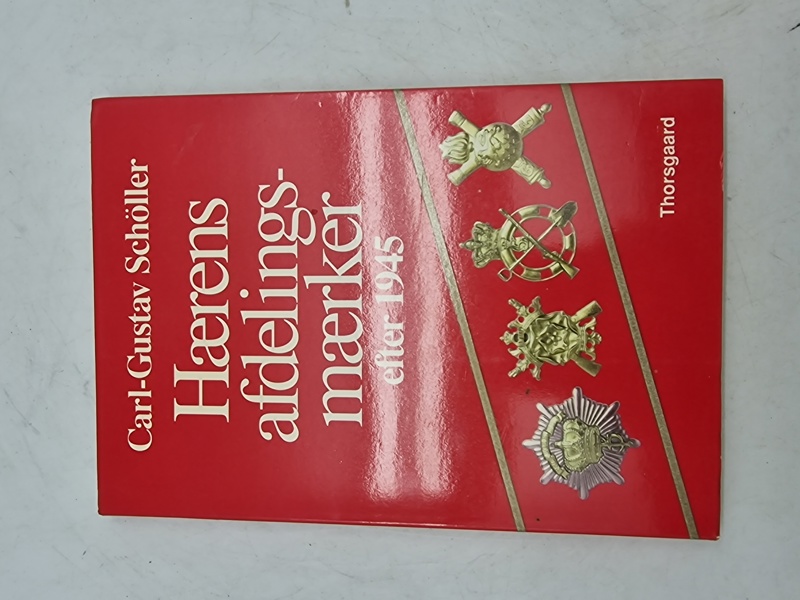 Carl-Gustav Schöller
Hærens
afdelings-
mærker
efter 1945
Thorsgaard